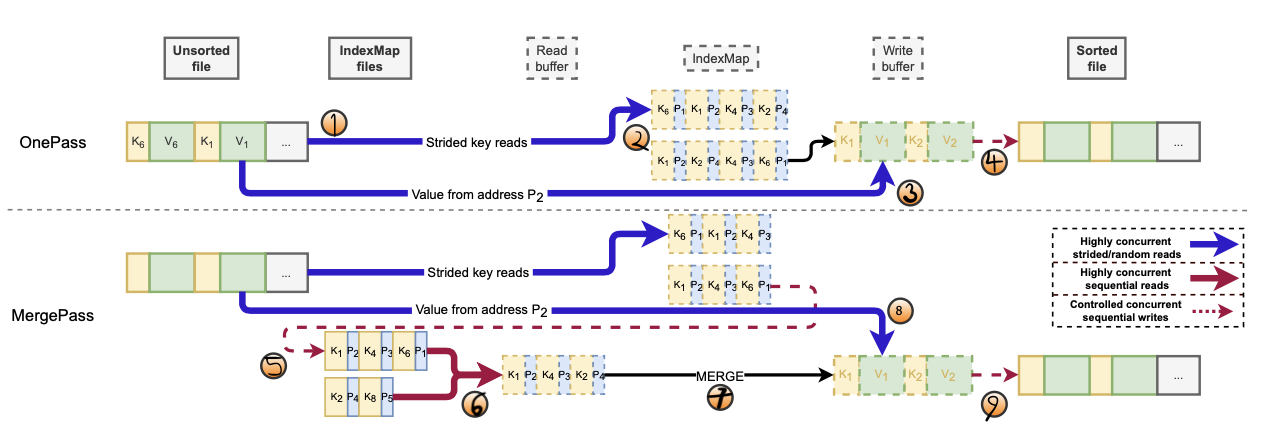 Unsorted file
IndexMap files
Read buffer
IndexMap
Write buffer
Sorted file
OnePass
K6 V6 K1 V1 ...
1
Strided key reads
2
K6 P1 K1 P2 K4 P3 K2 P4
K1 P2 K2 P4 K4 P3 K6 P1
Value from address P2
3
K1 V1 K2 V2
4
...
MergePass
...
Strided key reads
K6 P1 K1 P2 K4 P3
K1 P2 K4 P3 K6 P1
Value from address P2
8
5
K1 P2 K4 P3 K6 P1
K2 P4 K8 P5
6
K1 P2 K4 P3 K2 P4
MERGE
7
K1 V1 K2 V2
9
...
Highly concurrent
strided/random reads
Highly concurrent
sequential reads
Controlled concurrent
sequential writes